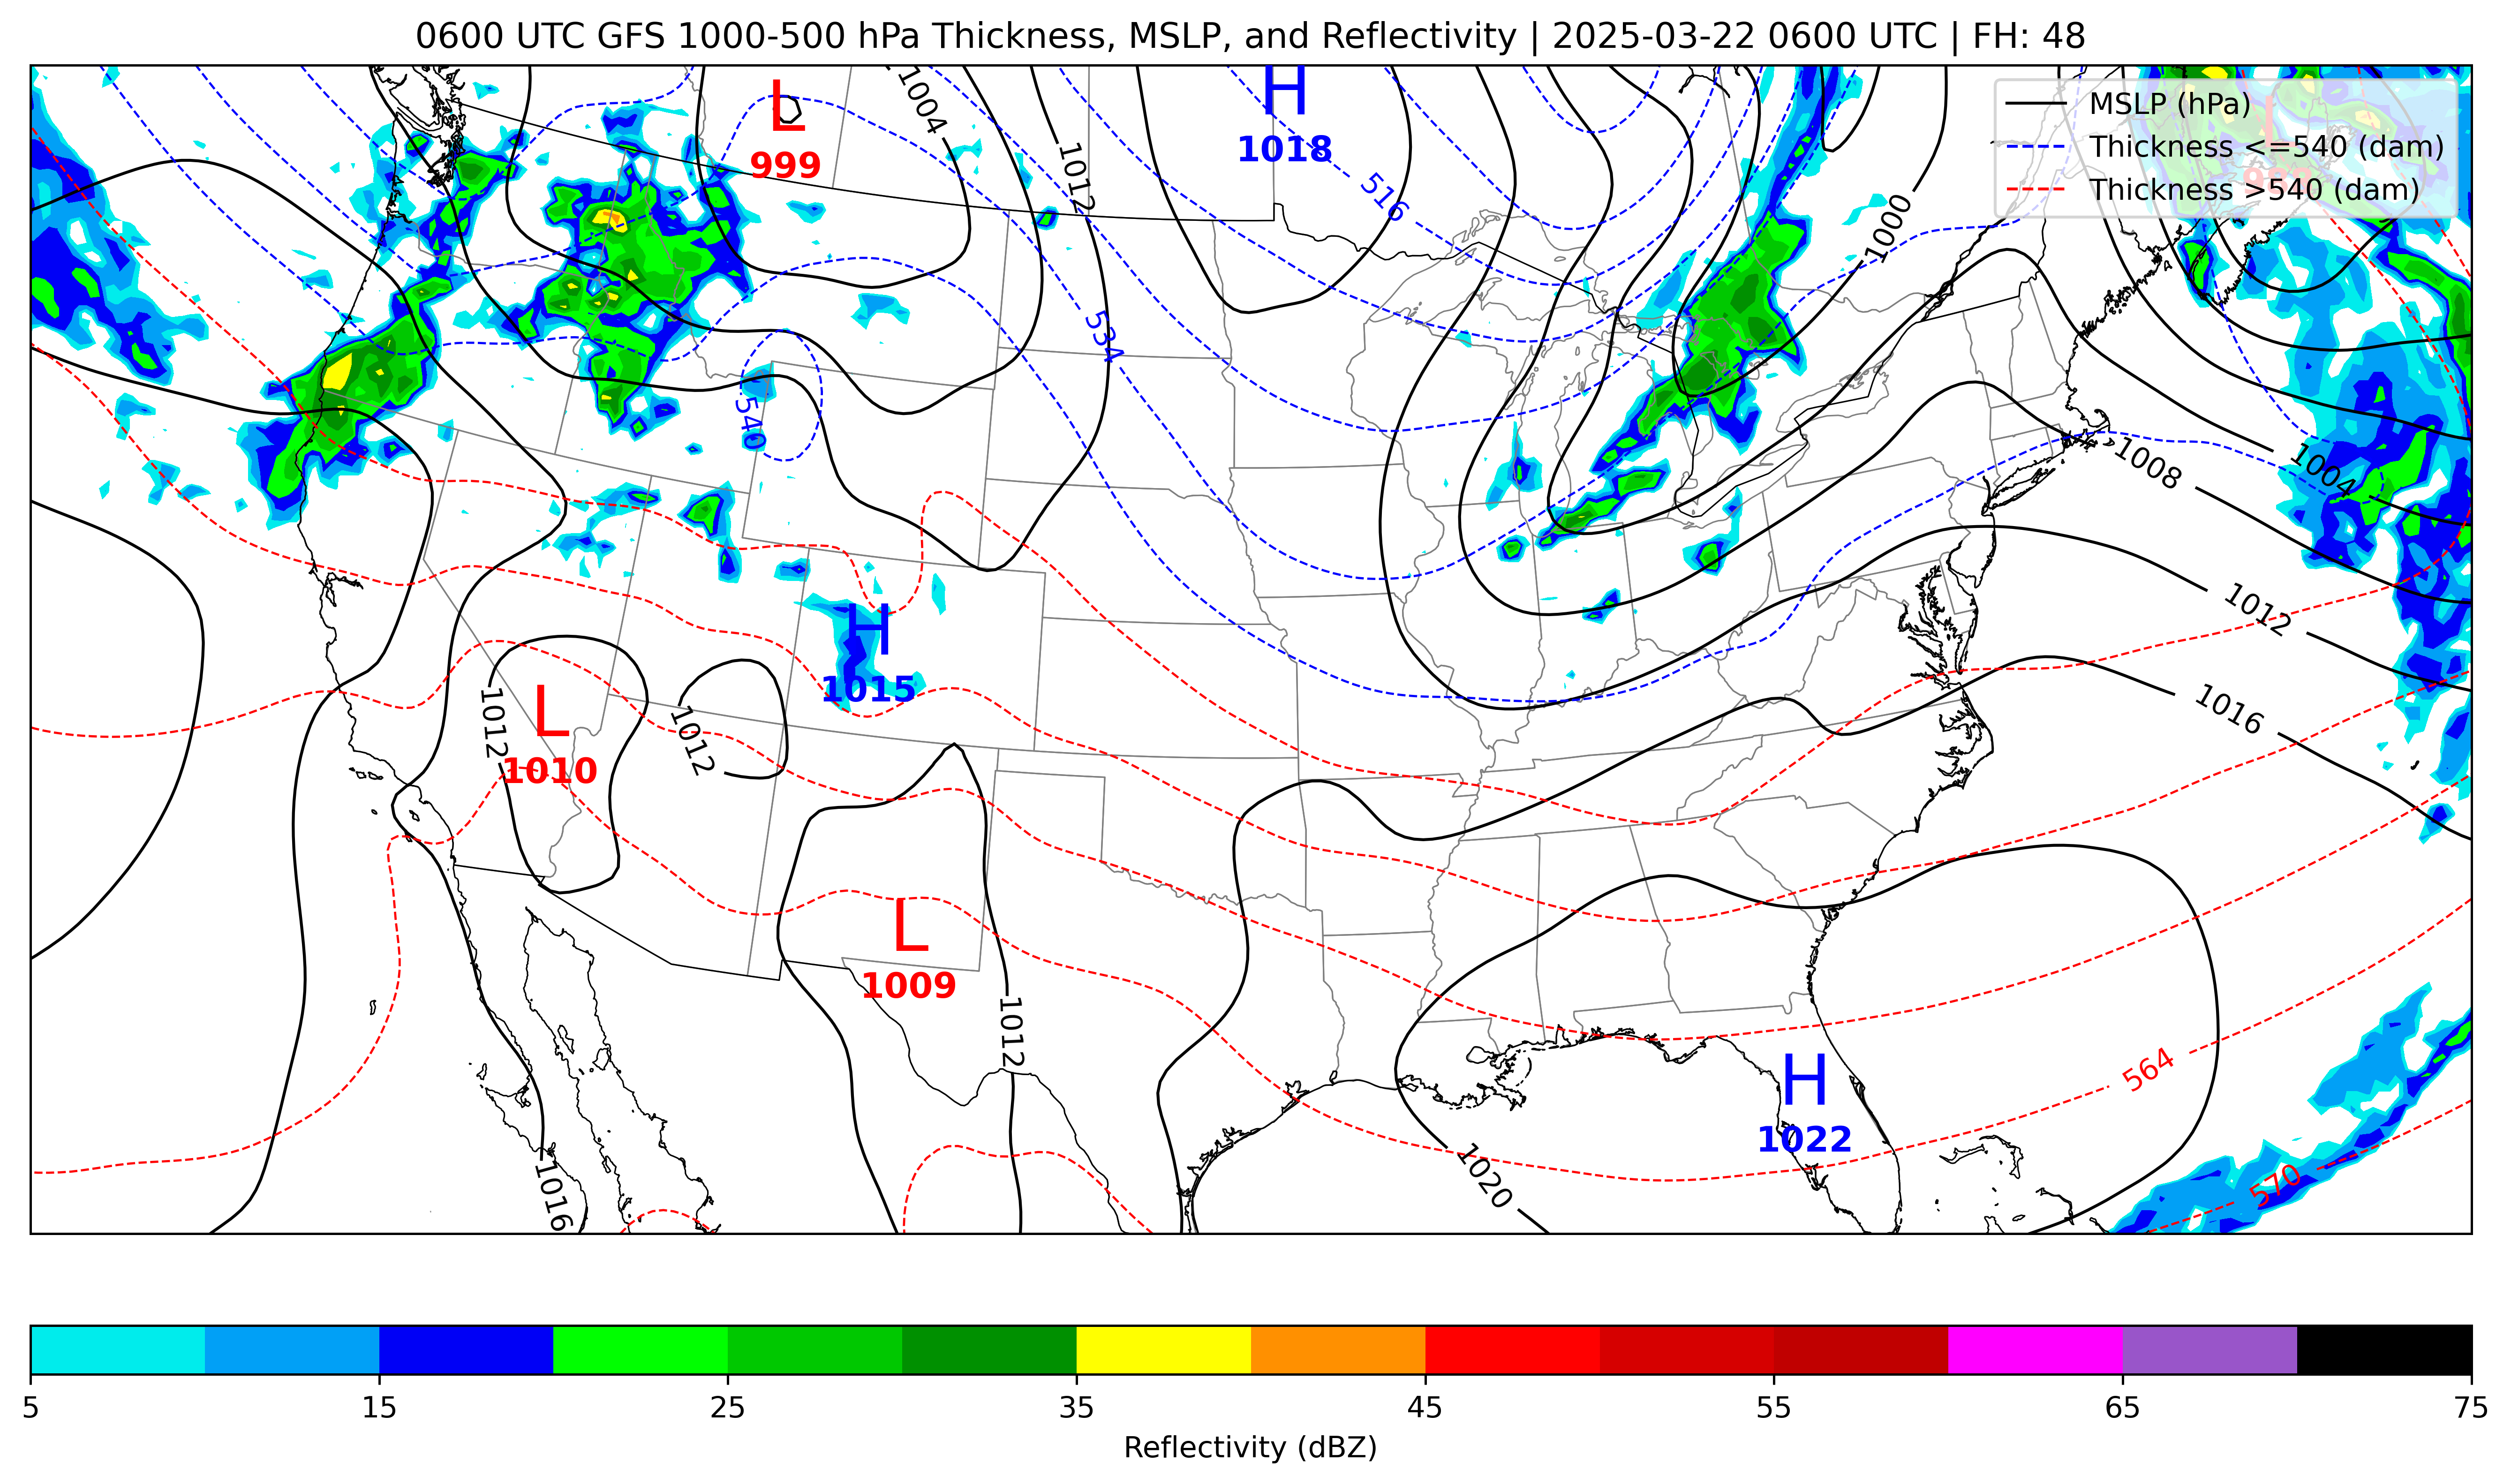 0600 UTC GFS 1000-500 hPa Thickness, MSLP, and Reflectivity | 2025-03-22 0600 UTC | FH: 48
MSLP (hPa)
Thickness <=540 (dam)
Thickness >540 (dam)
L
999
H
1018
L
1004
1012
516
1000
534
540
1008
1004
1012
1016
H
1015
L
1010
1012
1012
L
1009
1012
H
1022
564
570
1016
1020
5 15 25 35 45 55 65 75
Reflectivity (dBZ)